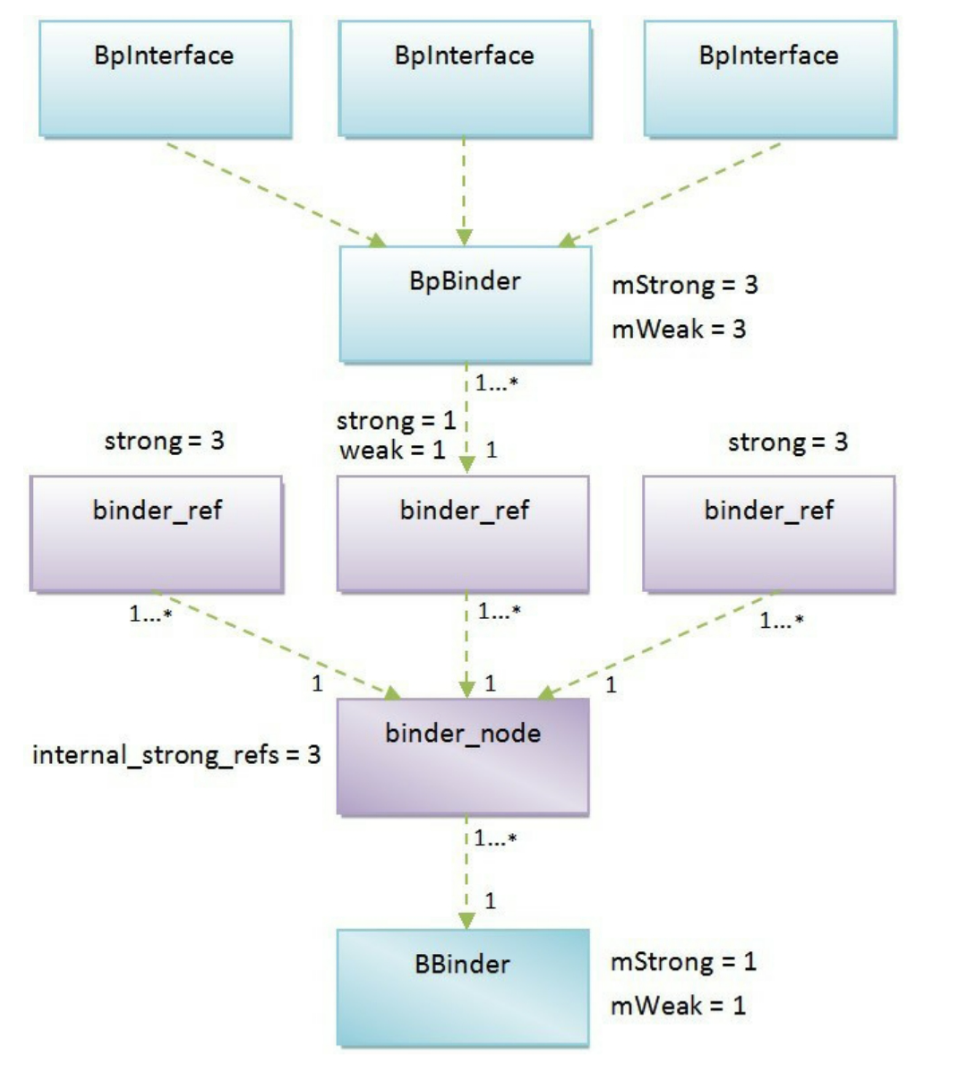 BpInterface
BpInterface
BpInterface
BpBinder
mStrong = 3
mWeak = 3
1...*
strong = 1
strong = 3
strong = 3
weak = 1
1
binder_ref
binder_ref
binder_ref
1...*
1...*
1...*
1
1
1
binder_node
internal_strong_refs = 3
1...*
1
BBinder
mStrong = 1
mWeak = 1